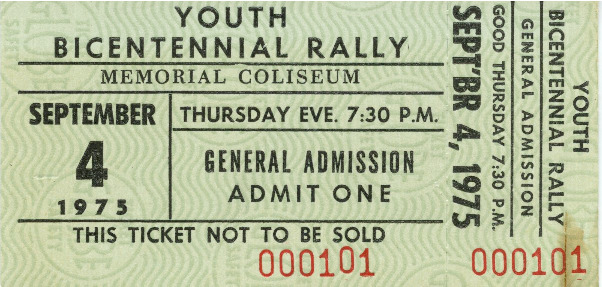 YOUTH
BICENTENNIAL RALLY
MEMORIAL COLISEUM
SEPTEMBER
4
1975
THURSDAY EVE. 7:30 P.M.
GENERAL ADMISSION
ADMIT ONE
THIS TICKET NOT TO BE SOLD
000101
SEPT'BR 4, 1975
GOOD THURSDAY 7:30 P.M.
GENERAL ADMISSION
BICENTENNIAL RALLY
YOUTH
000101